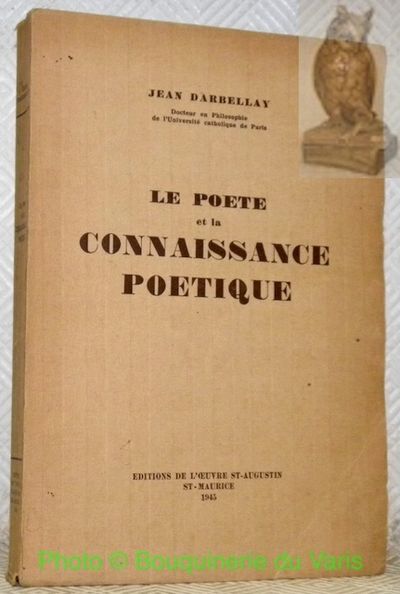 JEAN DARBELLAY
Docteur en Philosophie
de l'Université catholique de Paris
LE POETE
et la
CONNAISSANCE
POETIQUE
EDITIONS DE L'ŒUVRE ST-AUGUSTIN
ST-MAURICE
1945
Photo © Bouquinerie du Varis